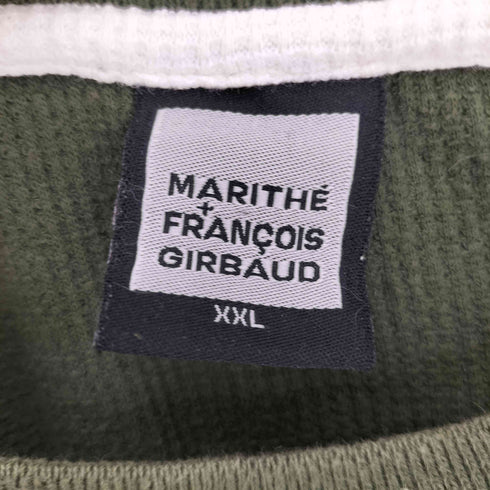 MARITHÉ
+
FRANÇOIS
GIRBAUD
XXL